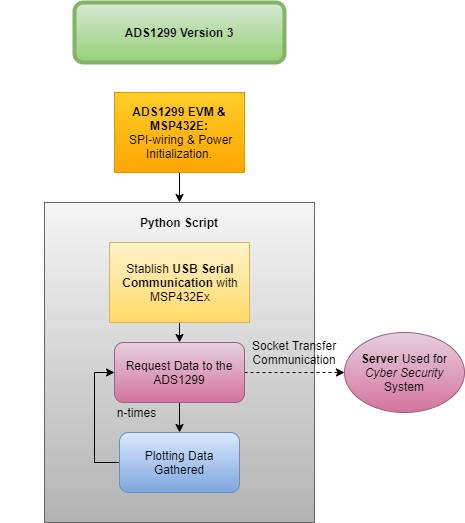 ADS1299 Version 3
ADS1299 EVM &
MSP432E:
SPI-wiring & Power
Initialization.
Python Script
Stablish USB Serial
Communication with
MSP432Ex
Request Data to the
ADS1299
Socket Transfer
Communication
Server Used for
Cyber Security
System
n-times
Plotting Data
Gathered